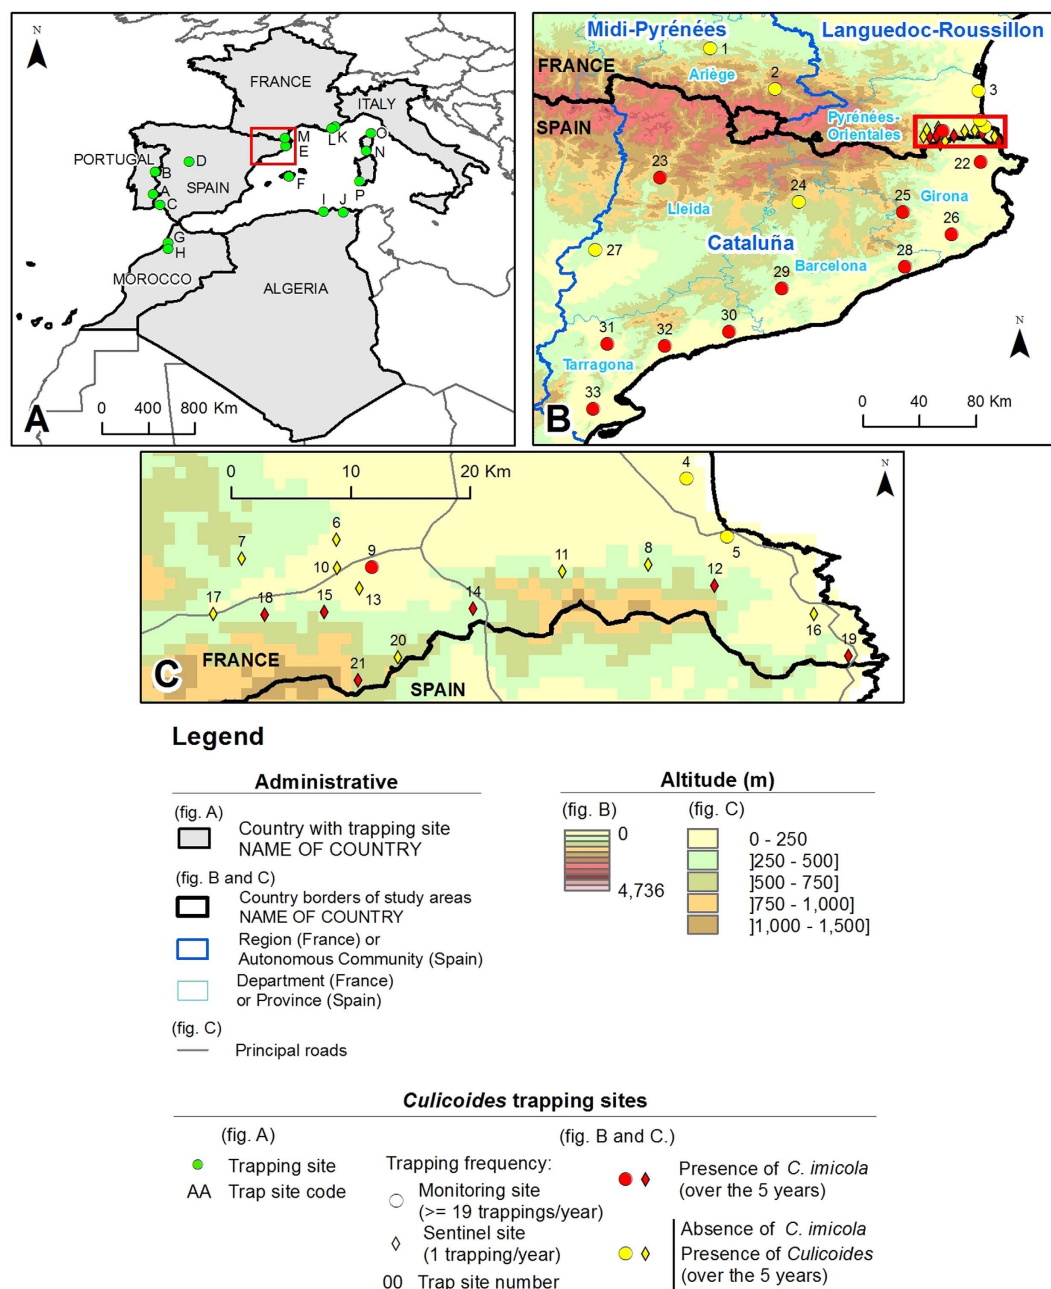 N
FRANCE
ITALY
PORTUGAL
SPAIN
MOROCCO
ALGERIA
M
E
L K
O
N
D
B
A
C
F
P
I J
G
H
0 400 800 Km
A
N
Midi-Pyrénées
Languedoc-Roussillon
1
Ariège
2
3
FRANCE
SPAIN
Pyrénées-
Orientales
22
23
24
25
Girona
Lleida
26
Cataluña
27
Barcelona
28
29
30
31
32
Tarragona
33
0 40 80 Km
B
N
0 10 20 Km
4
5
6
7
8
9
10
11
12
13
14
15
16
17
18
19
20
21
FRANCE
SPAIN
C
Legend
Administrative
(fig. A)
Country with trapping site
NAME OF COUNTRY
(fig. B and C)
Country borders of study areas
NAME OF COUNTRY
Region (France) or
Autonomous Community (Spain)
Department (France)
or Province (Spain)
(fig. C)
Principal roads
Altitude (m)
(fig. B)
0
4,736
(fig. C)
0 - 250
]250 - 500]
]500 - 750]
]750 - 1,000]
]1,000 - 1,500]
Culicoides trapping sites
(fig. A)
Trapping site
AA Trap site code
(fig. B and C.)
Trapping frequency:
Monitoring site
(>= 19 trappings/year)
Sentinel site
(1 trapping/year)
00 Trap site number
Presence of C. imicola
(over the 5 years)
Absence of C. imicola
Presence of Culicoides
(over the 5 years)